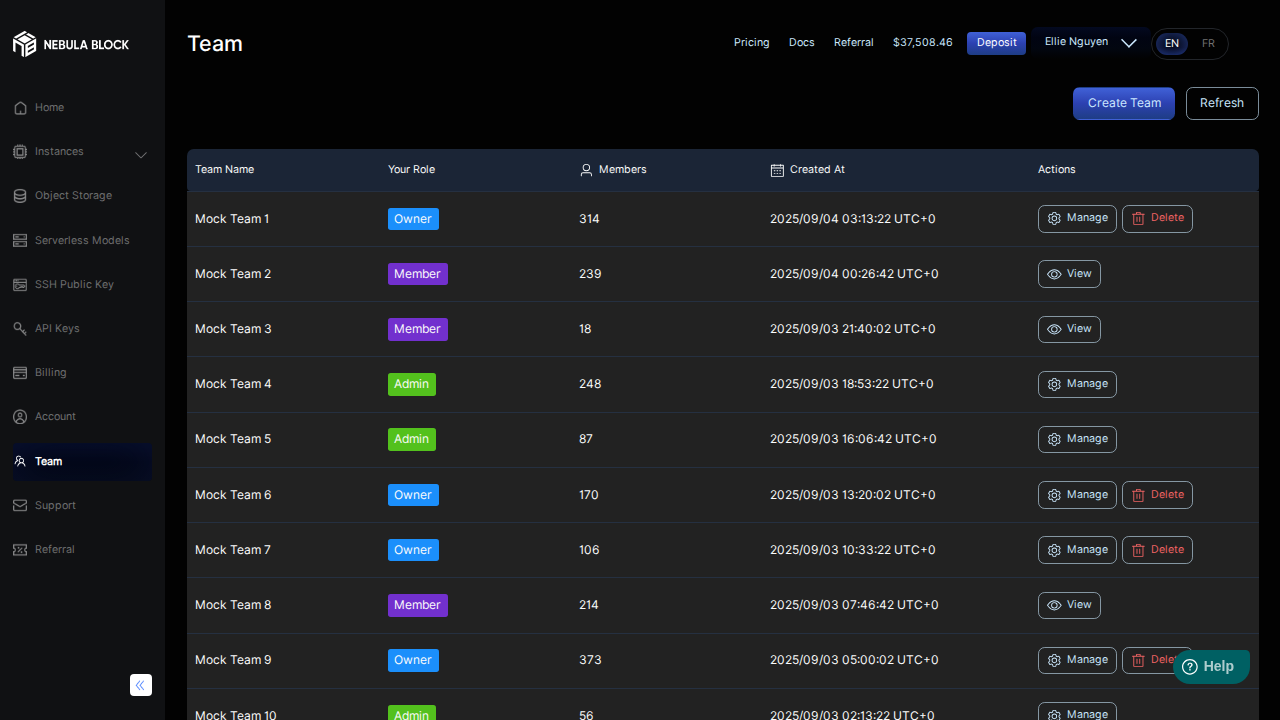 NEBULA BLOCK
Home
Instances
Object Storage
Serverless Models
SSH Public Key
API Keys
Billing
Account
Team
Support
Referral
Team
Pricing Docs Referral $37,508.46 Deposit Ellie Nguyen EN FR
Create Team Refresh
Team Name Your Role Members Created At Actions
Mock Team 1 Owner 314 2025/09/04 03:13:22 UTC+0 Manage Delete
Mock Team 2 Member 239 2025/09/04 00:26:42 UTC+0 View
Mock Team 3 Member 18 2025/09/03 21:40:02 UTC+0 View
Mock Team 4 Admin 248 2025/09/03 18:53:22 UTC+0 Manage
Mock Team 5 Admin 87 2025/09/03 16:06:42 UTC+0 Manage
Mock Team 6 Owner 170 2025/09/03 13:20:02 UTC+0 Manage Delete
Mock Team 7 Owner 106 2025/09/03 10:33:22 UTC+0 Manage Delete
Mock Team 8 Member 214 2025/09/03 07:46:42 UTC+0 View
Mock Team 9 Owner 373 2025/09/03 05:00:02 UTC+0 Manage Delete
Mock Team 10 Admin 56 2025/09/03 02:13:22 UTC+0 Manage
Help